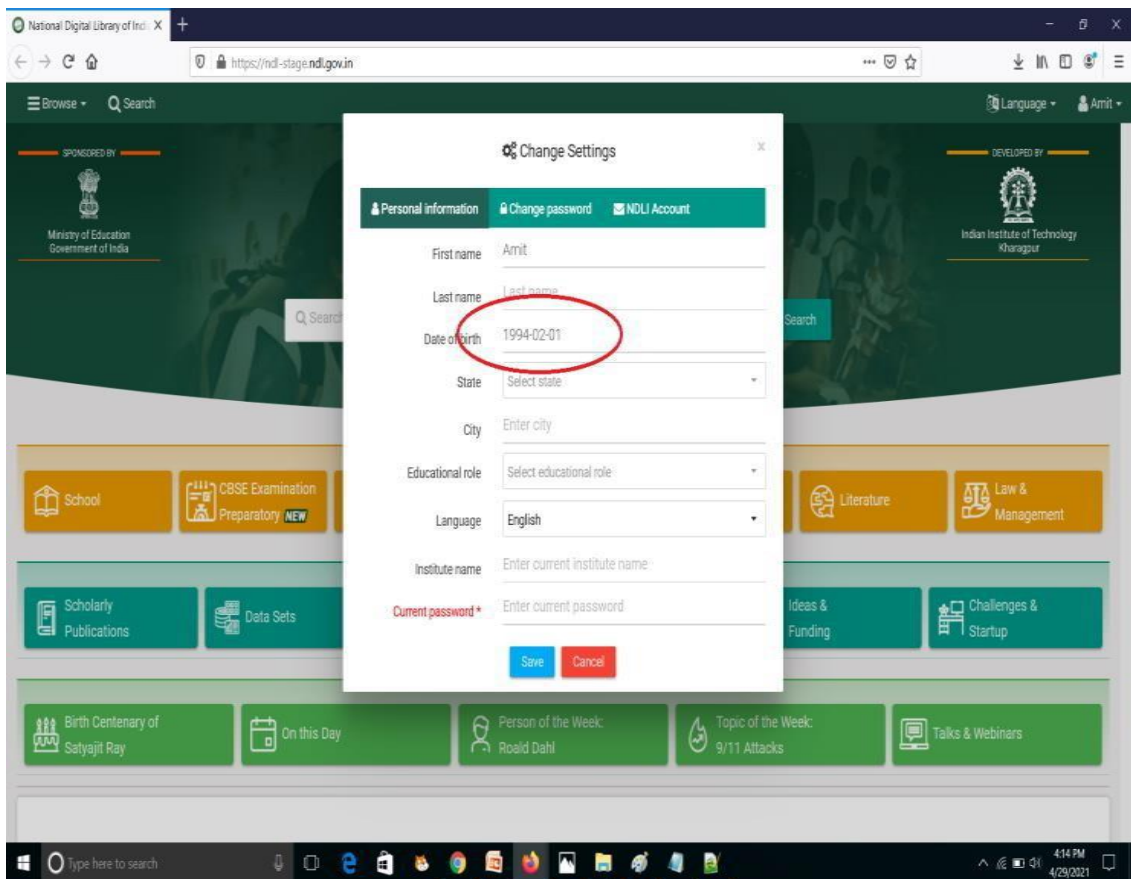 National Digital Library of Indi
https://ndl-stage.ndl.gov.in
Browse
Search
Language
Amit
SPONSORED BY
Ministry of Education
Government of India
DEVELOPED BY
Indian Institute of Technology
Kharagpur
Search
Search
Change Settings
Personal information
Change password
NDLI Account
First name
Amit
Last name
Last name
Date of birth
1994-02-01
State
Select state
City
Enter city
Educational role
Select educational role
Language
English
Institute name
Enter current institute name
Current password *
Enter current password
Save
Cancel
School
CBSE Examination
Preparatory NEW
Literature
Law &
Management
Scholarly
Publications
Data Sets
Ideas &
Funding
Challenges &
Startup
Birth Centenary of
Satyajit Ray
On this Day
Person of the Week:
Roald Dahl
Topic of the Week:
9/11 Attacks
Talks & Webinars
Type here to search
4:14 PM
4/29/2021